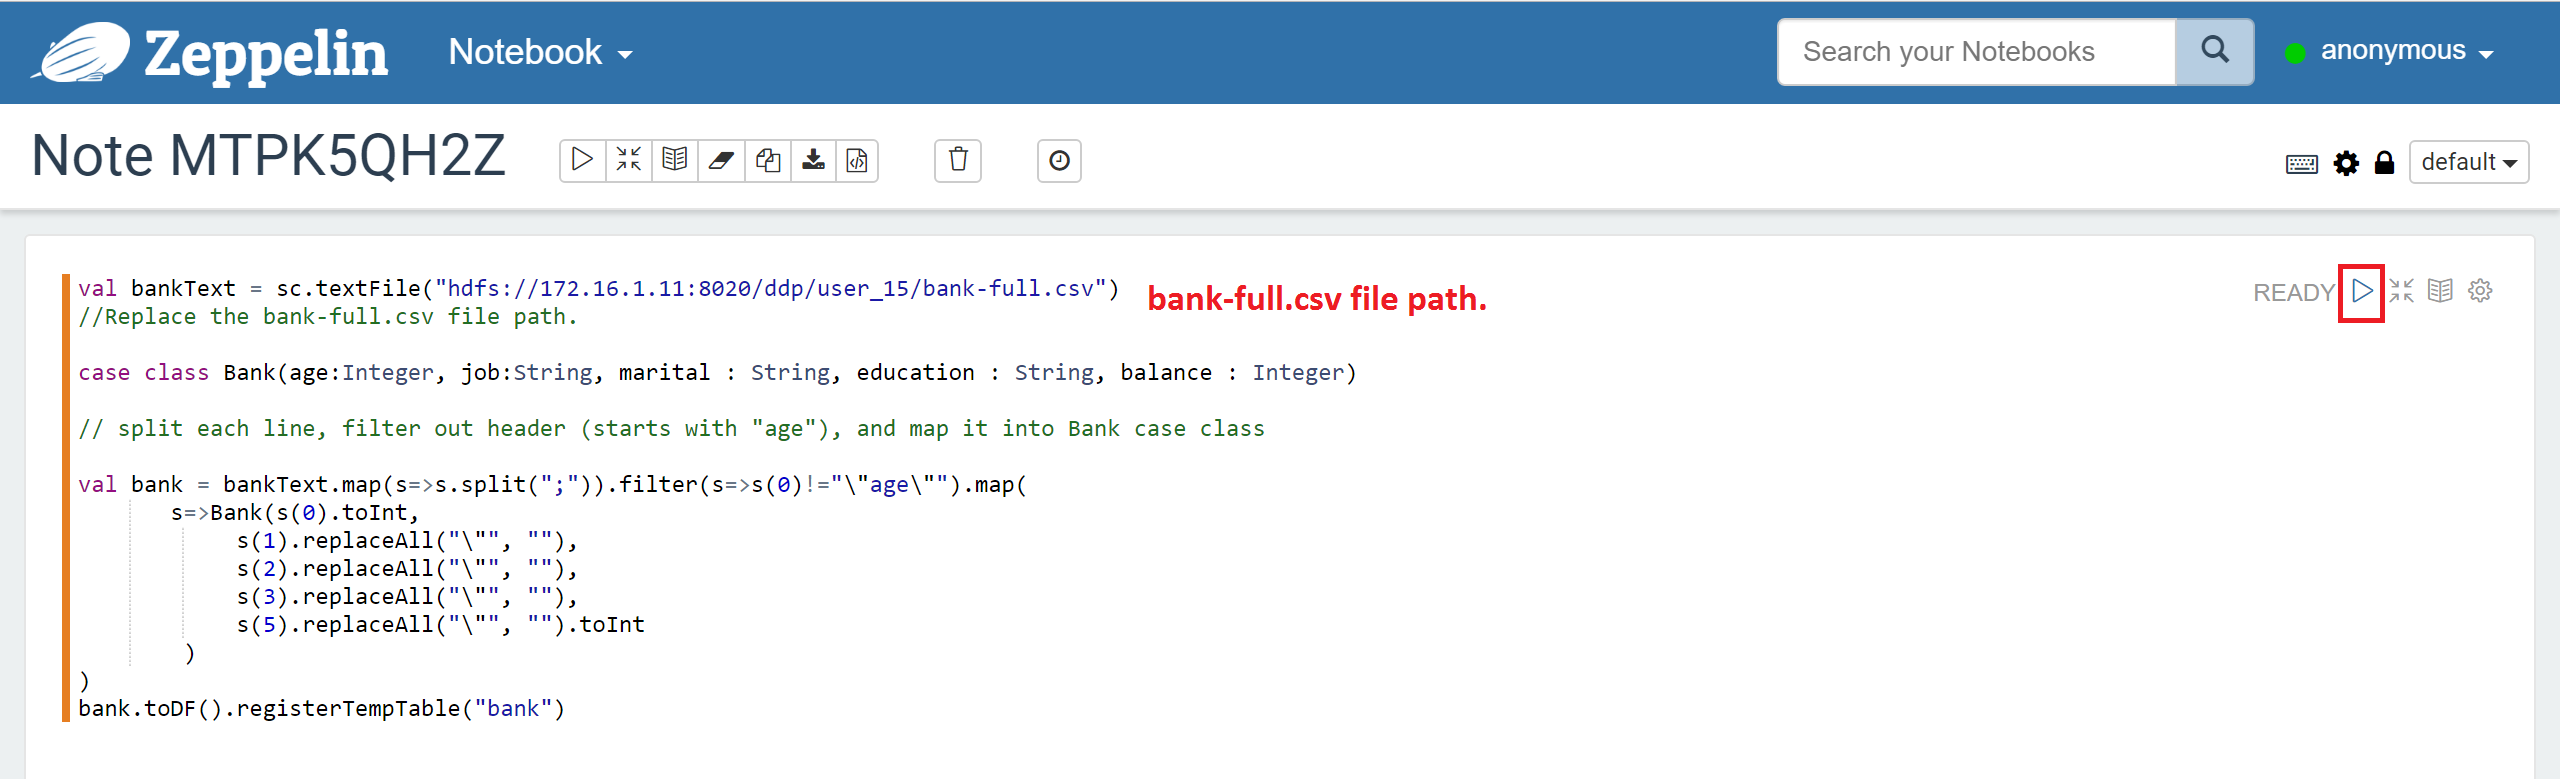 Zeppelin Notebook Search your Notebooks anonymous
Note MTPK5QH2Z default
val bankText = sc.textFile("hdfs://172.16.1.11:8020/ddp/user_15/bank-full.csv") bank-full.csv file path. READY
//Replace the bank-full.csv file path.
case class Bank(age:Integer, job:String, marital : String, education : String, balance : Integer)
// split each line, filter out header (starts with "age"), and map it into Bank case class
val bank = bankText.map(s=>s.split(";")).filter(s=>s(0)!="\"age\"").map(
s=>Bank(s(0).toInt,
s(1).replaceAll("\"", ""),
s(2).replaceAll("\"", ""),
s(3).replaceAll("\"", ""),
s(5).replaceAll("\"", "").toInt
)
)
bank.toDF().registerTempTable("bank")